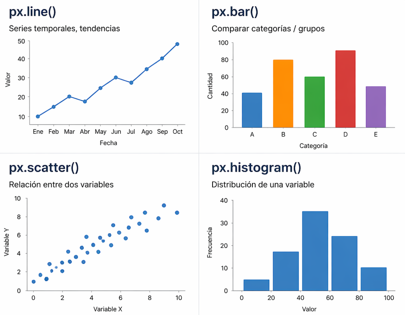 px.line()
Series temporales, tendencias
Valor
50
40
30
20
10
Ene Feb Mar Abr May Jun Jul Ago Sep Oct
Fecha
px.bar()
Comparar categorías / grupos
Cantidad
100
80
60
40
20
0
A B C D E
Categoría
px.scatter()
Relación entre dos variables
Variable Y
10
8
6
4
2
0
0 2 4 6 8 10
Variable X
px.histogram()
Distribución de una variable
Frecuencia
40
30
20
10
0
0 20 40 60 80 100
Valor